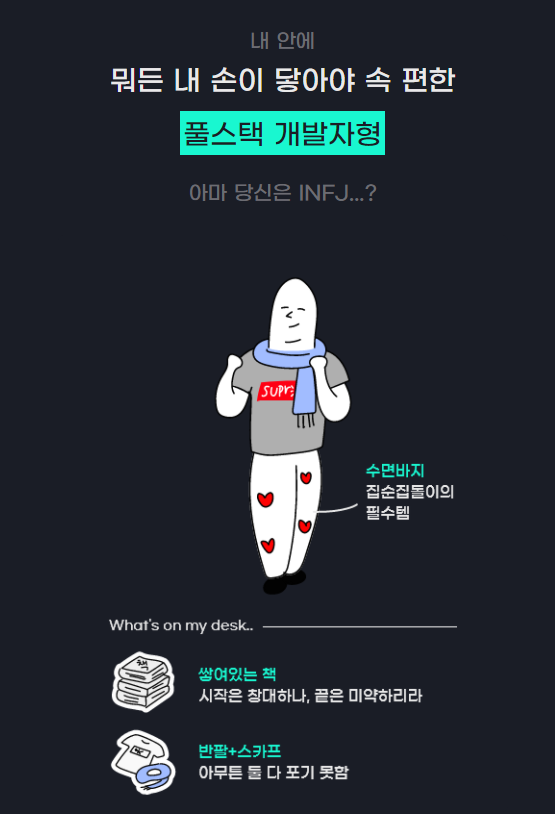 내 안에
뭐든 내 손이 닿아야 속 편한
풀스택 개발자형
아마 당신은 INFJ...?
SUPR
수면바지
집순집돌이의
필수템
What's on my desk..
책
쌓여있는 책
시작은 창대하나, 끝은 미약하리라
반팔+스카프
아무튼 둘 다 포기 못함